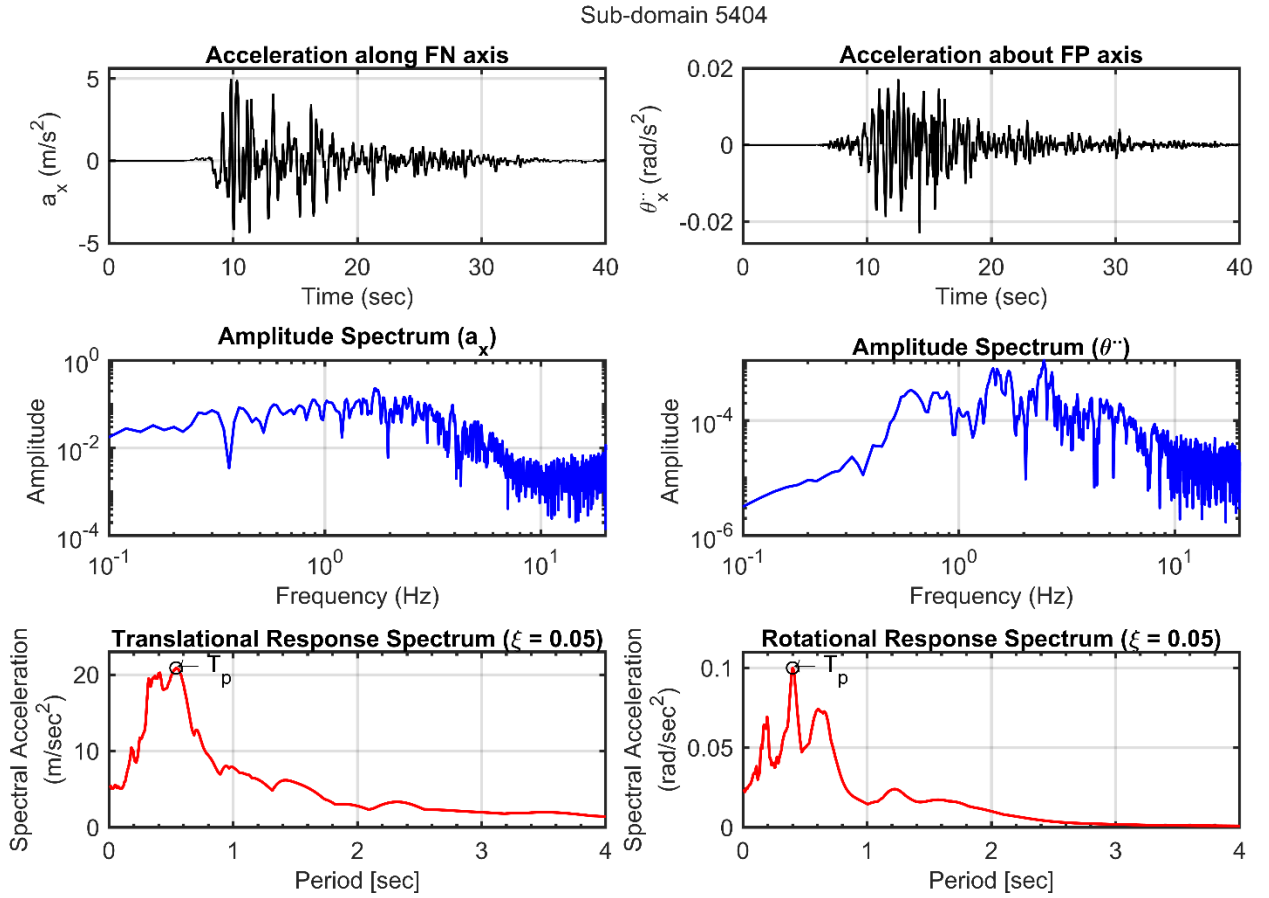 Sub-domain 5404
Acceleration along FN axis
a_x (m/s^2)
5
0
-5
0 10 20 30 40
Time (sec)
Acceleration about FP axis
θ¨_x (rad/s^2)
0.02
0
-0.02
0 10 20 30 40
Time (sec)
Amplitude Spectrum (a_x)
Amplitude
10^0
10^-2
10^-4
10^-1 10^0 10^1
Frequency (Hz)
Amplitude Spectrum (θ¨)
Amplitude
10^-4
10^-6
10^-1 10^0 10^1
Frequency (Hz)
Translational Response Spectrum (ξ = 0.05)
Spectral Acceleration
(m/sec^2)
20
10
0
← T_p
0 1 2 3 4
Period [sec]
Rotational Response Spectrum (ξ = 0.05)
Spectral Acceleration
(rad/sec^2)
0.1
0.05
0
← T_p
0 1 2 3 4
Period [sec]